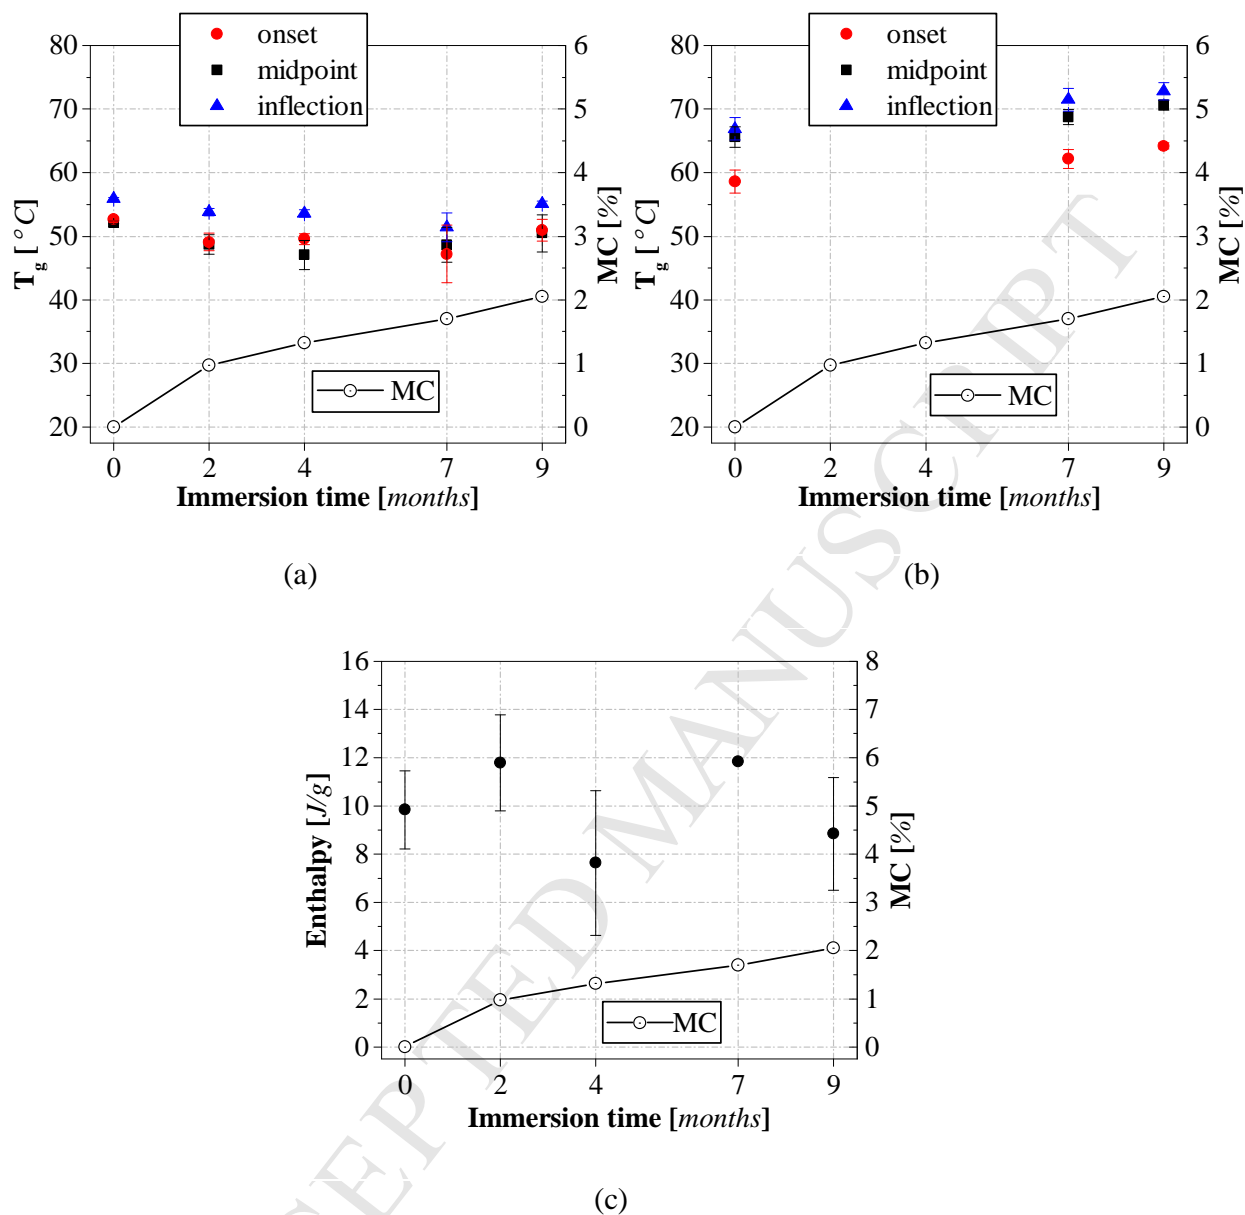 onset
midpoint
inflection
80
70
60
50
40
30
20
T_g [°C]
6
5
4
3
2
1
0
MC [%]
MC
0 2 4 7 9
Immersion time [months]
(a)
onset
midpoint
inflection
80
70
60
50
40
30
20
T_g [°C]
6
5
4
3
2
1
0
MC [%]
MC
0 2 4 7 9
Immersion time [months]
(b)
16
14
12
10
8
6
4
2
0
Enthalpy [J/g]
8
7
6
5
4
3
2
1
0
MC [%]
MC
0 2 4 7 9
Immersion time [months]
(c)
EPTED MANUSCRIPT